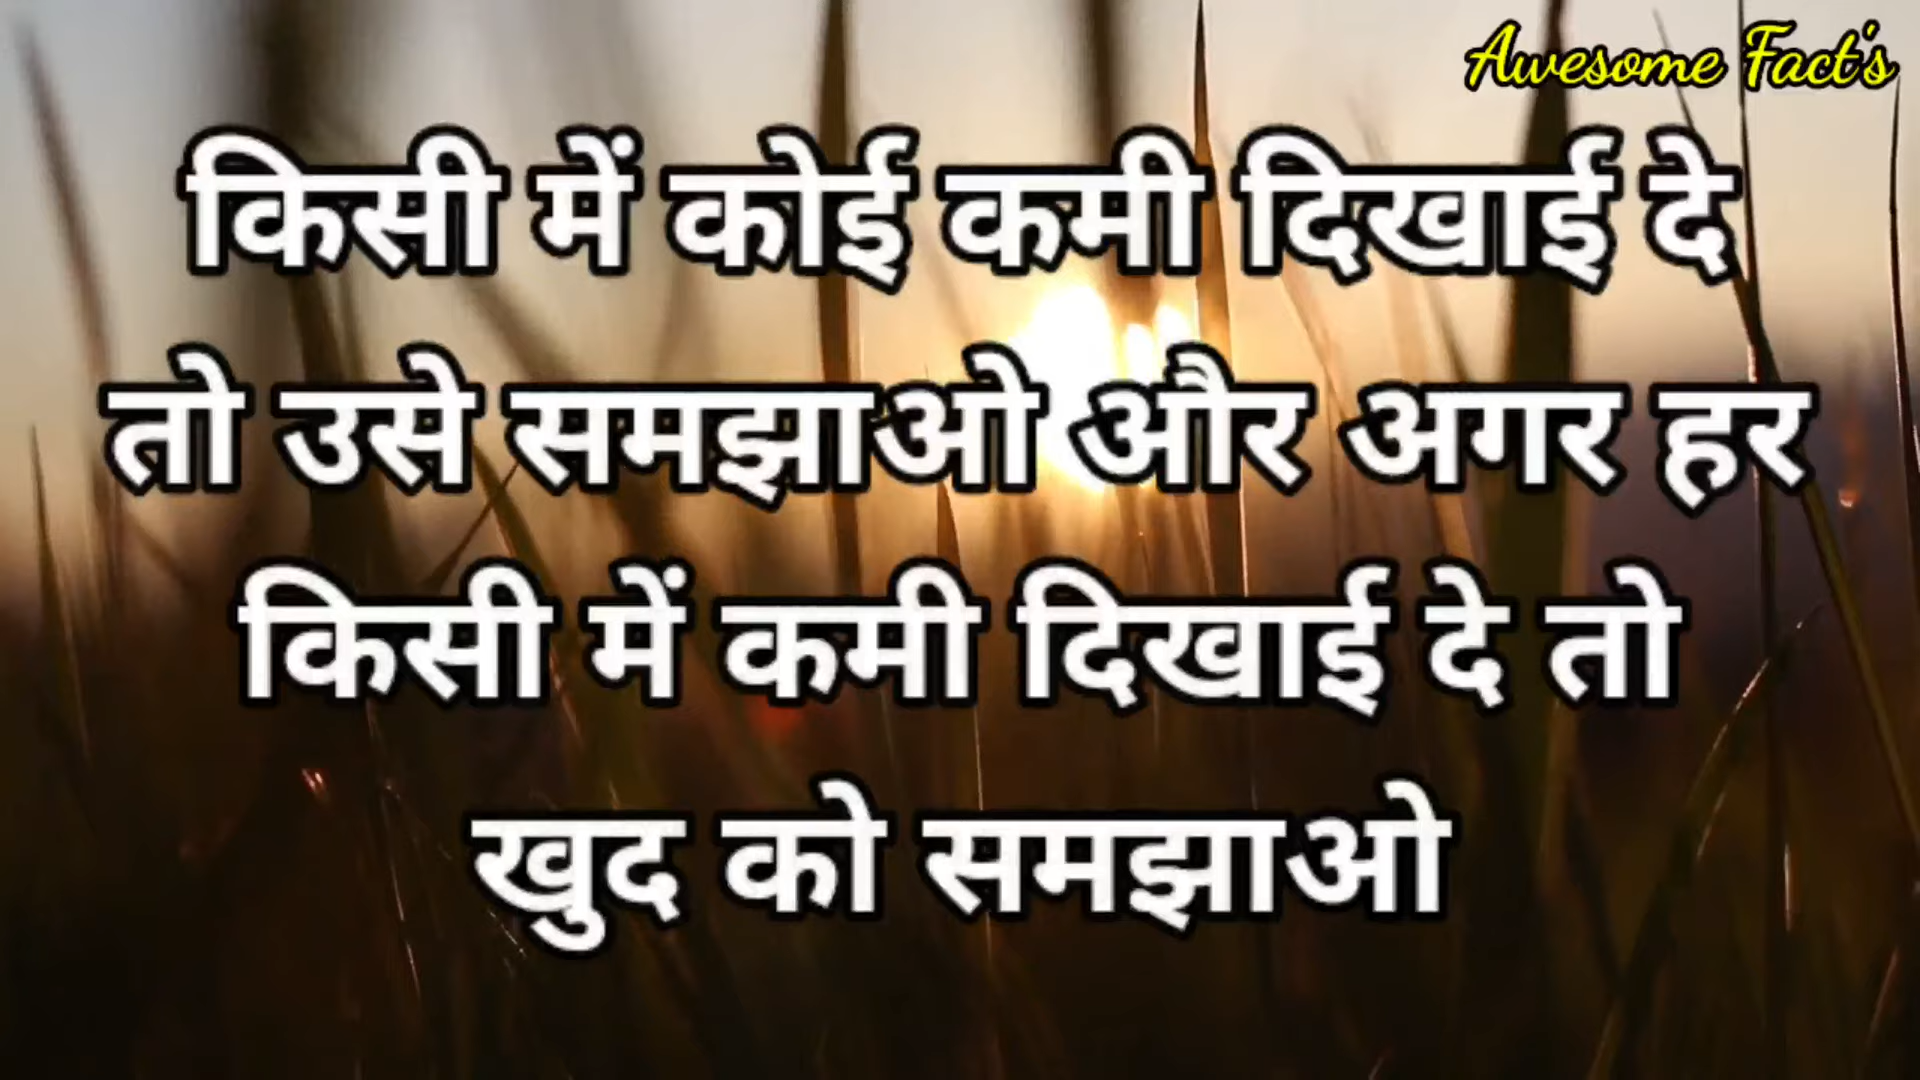 Awesome Fact's
किसी में कोई कमी दिखाई दे
तो उसे समझाओ और अगर हर
किसी में कमी दिखाई दे तो
खुद को समझाओ